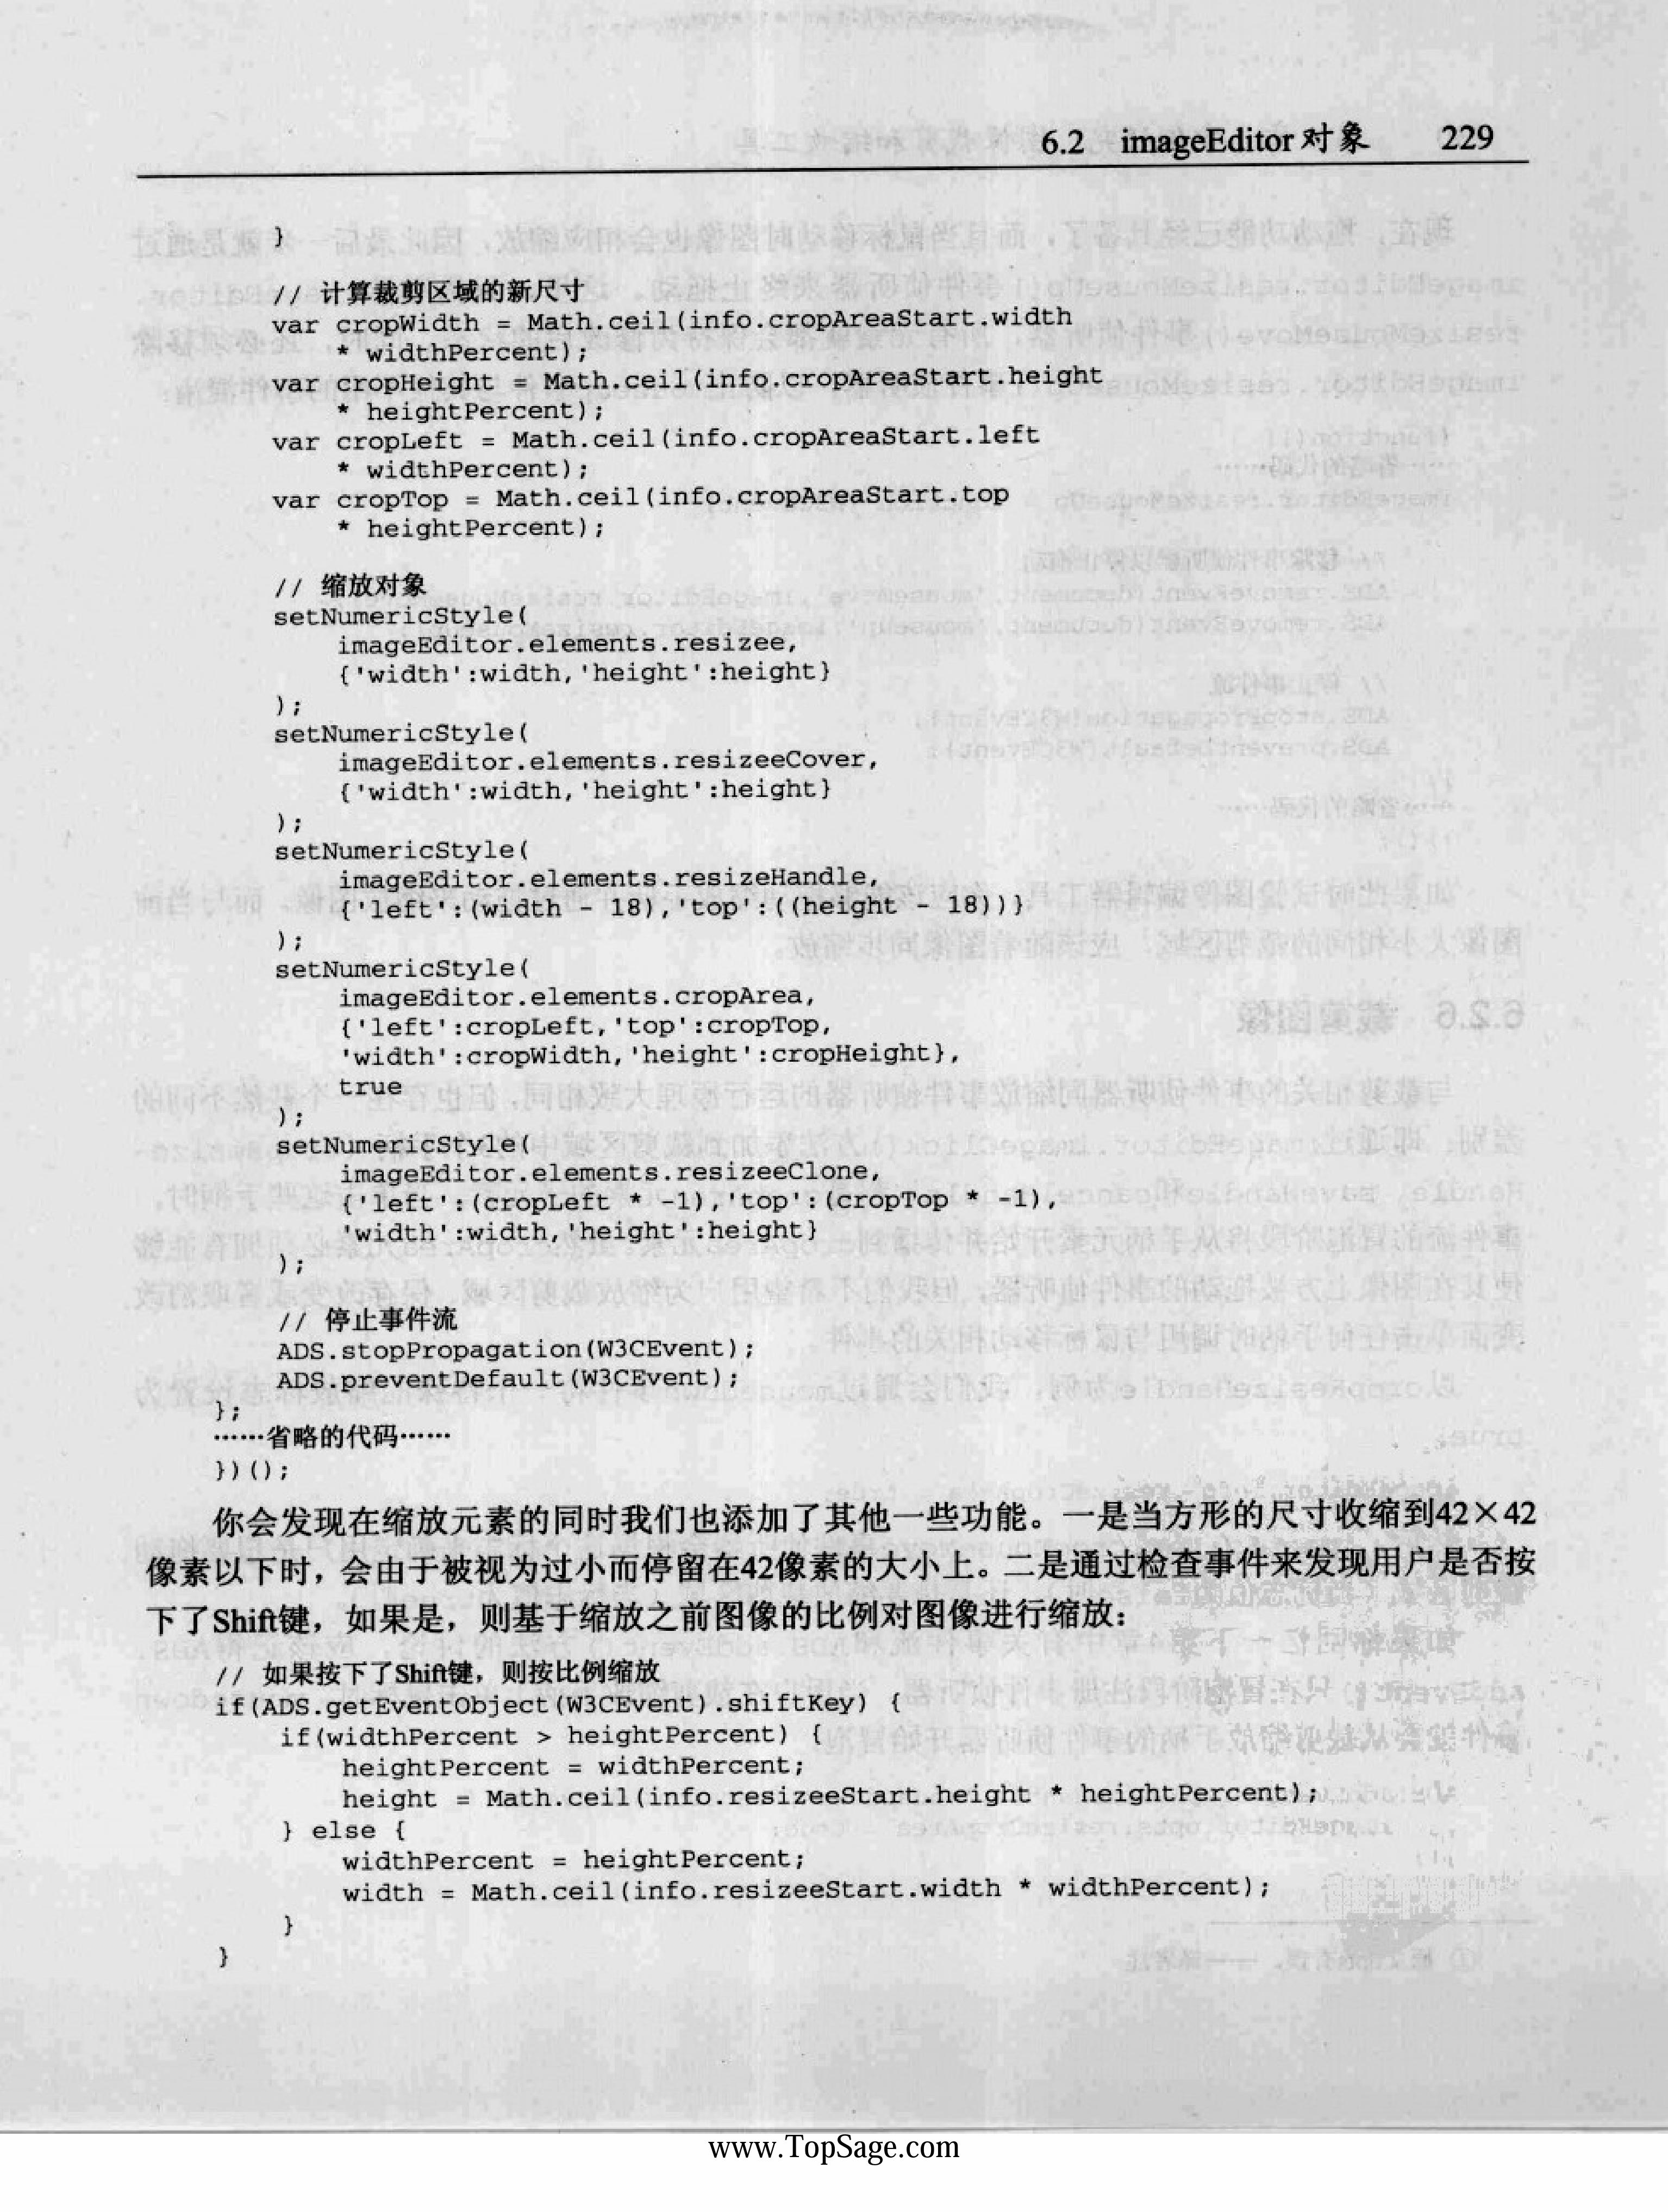 6.2 imageEditor 对象 229
}
// 计算裁剪区域的新尺寸
var cropWidth = Math.ceil(info.cropAreaStart.width
* widthPercent);
var cropHeight = Math.ceil(info.cropAreaStart.height
* heightPercent);
var cropLeft = Math.ceil(info.cropAreaStart.left
* widthPercent);
var cropTop = Math.ceil(info.cropAreaStart.top
* heightPercent);
// 缩放对象
setNumericStyle(
imageEditor.elements.resizee,
{'width':width,'height':height}
);
setNumericStyle(
imageEditor.elements.resizeeCover,
{'width':width,'height':height}
);
setNumericStyle(
imageEditor.elements.resizeHandle,
{'left':(width - 18),'top':((height - 18))}
);
setNumericStyle(
imageEditor.elements.cropArea,
{'left':cropLeft,'top':cropTop,
'width':cropWidth,'height':cropHeight},
true
);
setNumericStyle(
imageEditor.elements.resizeeClone,
{'left':(cropLeft * -1),'top':(cropTop * -1),
'width':width,'height':height}
);
// 停止事件流
ADS.stopPropagation(W3CEvent);
ADS.preventDefault(W3CEvent);
};
……省略的代码……
})();
你会发现在缩放元素的同时我们也添加了其他一些功能。一是当方形的尺寸收缩到42×42
像素以下时，会由于被视为过小而停留在42像素的大小上。二是通过检查事件来发现用户是否按
下了Shift键，如果是，则基于缩放之前图像的比例对图像进行缩放：
// 如果按下了Shift键，则按比例缩放
if(ADS.getEventObject(W3CEvent).shiftKey) {
if(widthPercent > heightPercent) {
heightPercent = widthPercent;
height = Math.ceil(info.resizeeStart.height * heightPercent);
} else {
widthPercent = heightPercent;
width = Math.ceil(info.resizeeStart.width * widthPercent);
}
}
www.TopSage.com